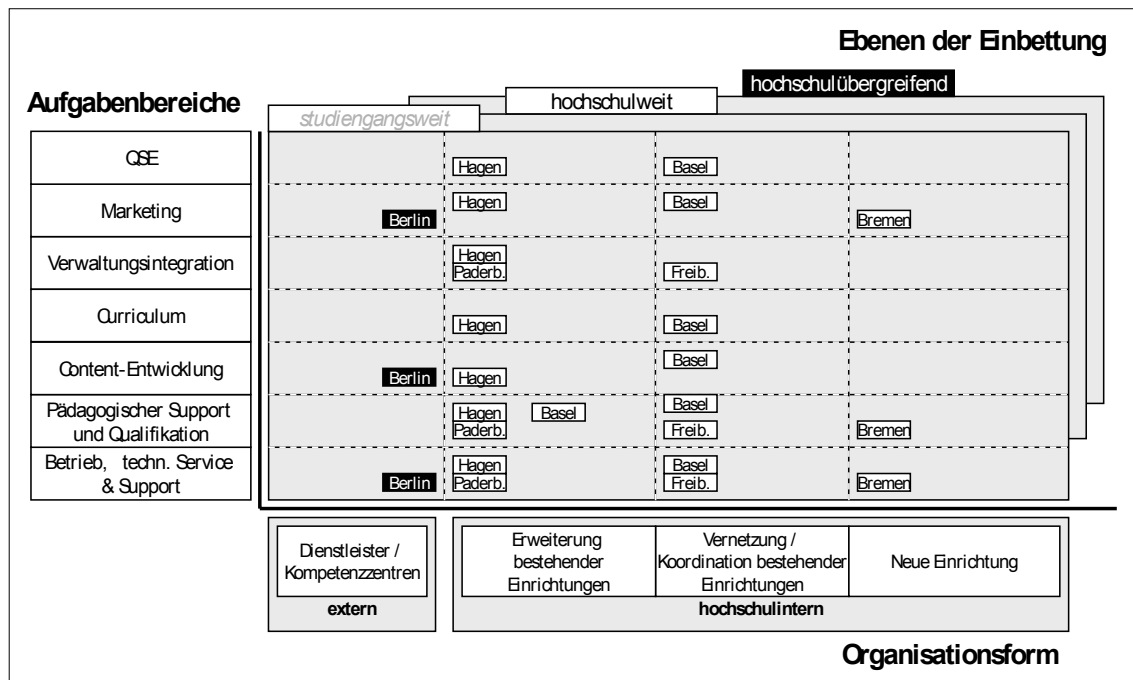 Ebenen der Einbettung
hochschulübergreifend
hochschulweit
studiengangsweit
Aufgabenbereiche
QSE
Hagen
Basel
Marketing
Hagen
Basel
Berlin
Bremen
Verwaltungsintegration
Hagen
Paderb.
Freib.
Curriculum
Hagen
Basel
Content-Entwicklung
Basel
Berlin
Hagen
Pädagogischer Support
und Qualifikation
Hagen
Basel
Basel
Paderb.
Freib.
Bremen
Betrieb, techn. Service
& Support
Hagen
Basel
Berlin
Paderb.
Freib.
Bremen
Dienstleister /
Kompetenzzentren
extern
Erweiterung
bestehender
Einrichtungen
Vernetzung /
Koordination bestehender
Einrichtungen
Neue Einrichtung
hochschulintern
Organisationsform